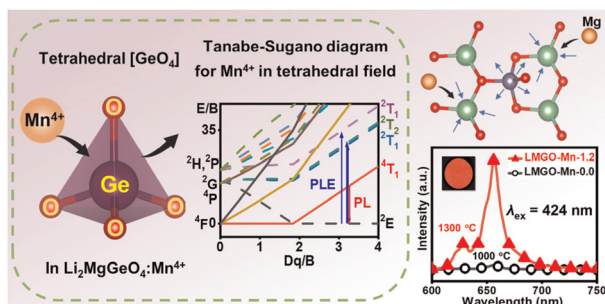 Tetrahedral [GeO₄]
Mn⁴⁺
Ge
In Li₂MgGeO₄:Mn⁴⁺
Tanabe-Sugano diagram
for Mn⁴⁺ in tetrahedral field
E/B
35
²H,²P
²G
⁴P
⁴F0
0 1 2 3 4
Dq/B
PLE
PL
²T₁
²T₂
²T₁
⁴T₁
²E
Mg
LMGO-Mn-1.2
LMGO-Mn-0.0
λₑₓ = 424 nm
1300 °C
1000 °C
Intensity (a.u.)
600 650 700 750
Wavelength (nm)